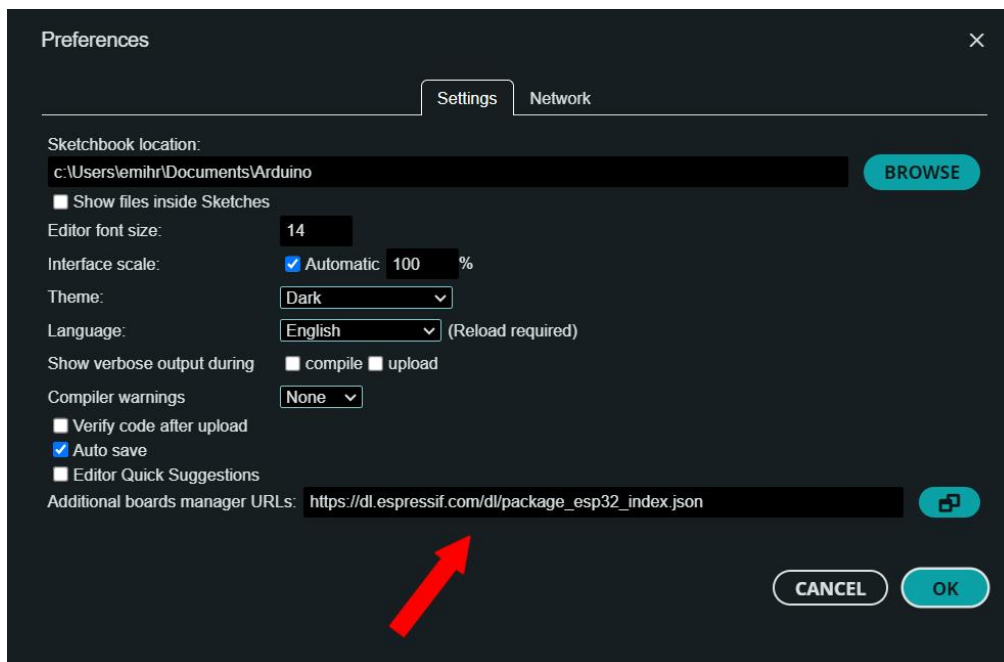 Preferences
Settings Network
Sketchbook location:
c:\Users\emihr\Documents\Arduino BROWSE
Show files inside Sketches
Editor font size: 14
Interface scale: Automatic 100 %
Theme: Dark
Language: English (Reload required)
Show verbose output during compile upload
Compiler warnings None
Verify code after upload
Auto save
Editor Quick Suggestions
Additional boards manager URLs: https://dl.espressif.com/dl/package_esp32_index.json
CANCEL OK